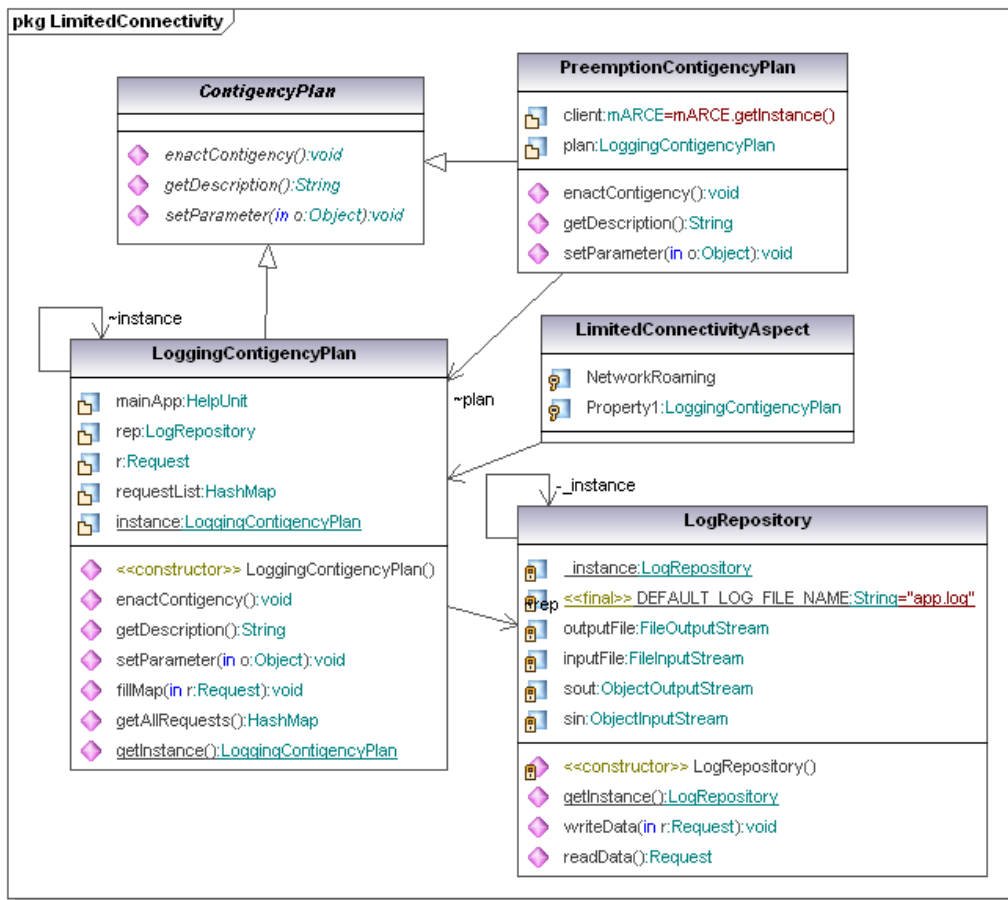 pkg LimitedConnectivity
ContigencyPlan
enactContigency():void
getDescription():String
setParameter(in o:Object):void
PreemptionContigencyPlan
client:mARCE=mARCE.getInstance()
plan:LoggingContigencyPlan
enactContigency():void
getDescription():String
setParameter(in o:Object):void
~instance
LoggingContigencyPlan
mainApp:HelpUnit
rep:LogRepository
r:Request
requestList:HashMap
instance:LoggingContigencyPlan
<<constructor>> LoggingContigencyPlan()
enactContigency():void
getDescription():String
setParameter(in o:Object):void
fillMap(in r:Request):void
getAllRequests():HashMap
getInstance():LoggingContigencyPlan
~plan
LimitedConnectivityAspect
NetworkRoaming
Property1:LoggingContigencyPlan
-_instance
LogRepository
_instance:LogRepository
<<final>> DEFAULT_LOG_FILE_NAME:String="app.log"
~rep
outputFile:FileOutputStream
inputFile:FileInputStream
sout:ObjectOutputStream
sin:ObjectInputStream
<<constructor>> LogRepository()
getInstance():LogRepository
writeData(in r:Request):void
readData():Request